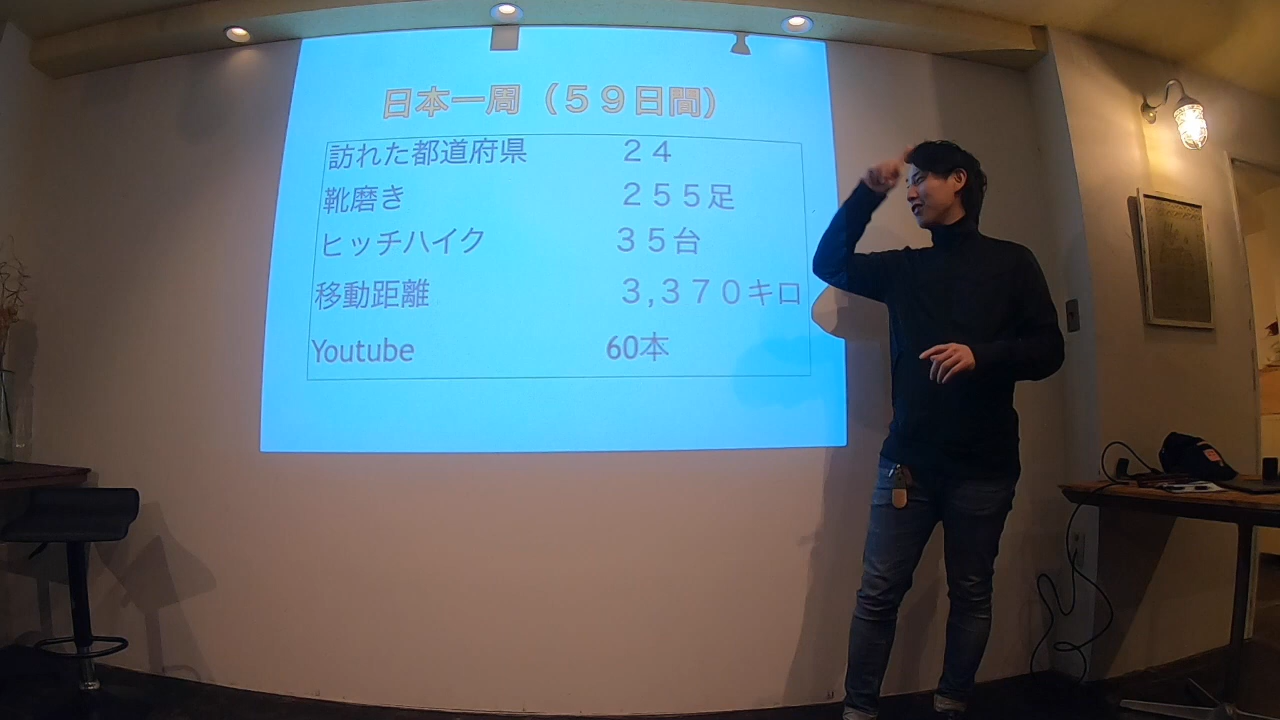 日本一周（５９日間）
訪れた都道府県 ２４
靴磨き ２５５足
ヒッチハイク ３５台
移動距離 ３,３７０キロ
Youtube 60本